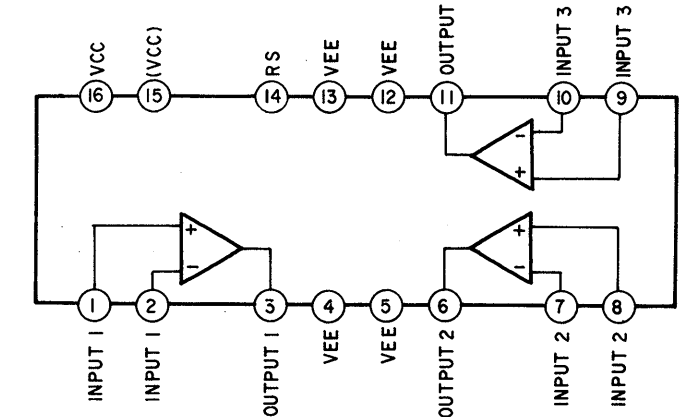 VCC
(VCC)
RS
VEE
VEE
OUTPUT
INPUT 3
INPUT 3
16
15
14
13
12
11
10
9
-
+
+
-
+
-
1
2
3
4
5
6
7
8
INPUT 1
INPUT 1
OUTPUT 1
VEE
VEE
OUTPUT 2
INPUT 2
INPUT 2